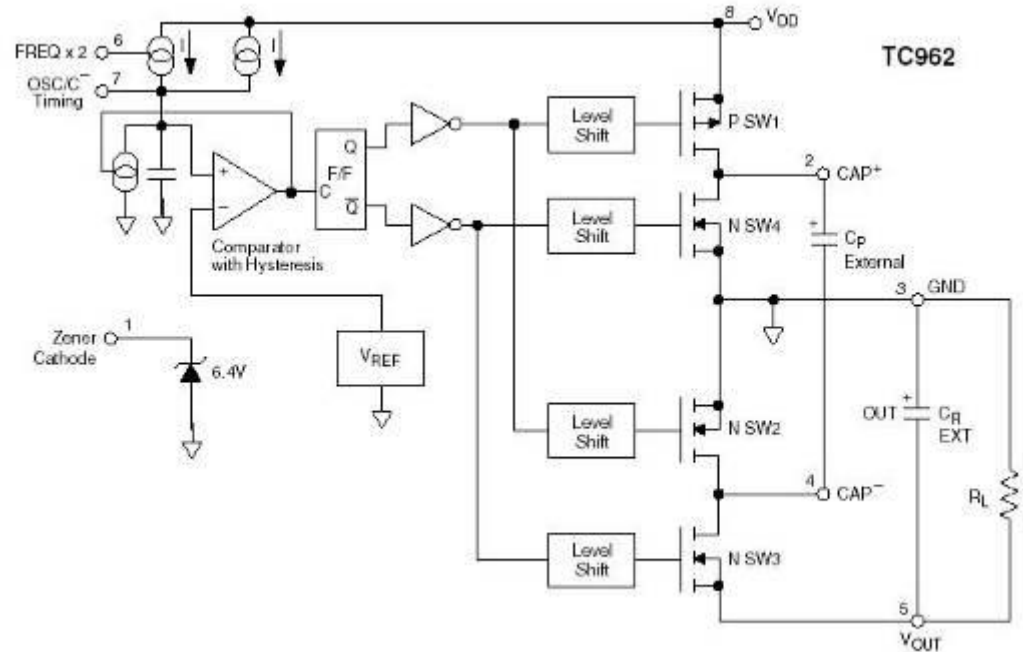 8
VDD
TC962
6
FREQ x 2
I
I
7
OSC/C–
Timing
Level
Shift
P SW1
Q
F/F
C
Q
2
CAP+
+
–
Level
Shift
N SW4
+
CP
External
Comparator
with Hysteresis
3
GND
1
Zener
Cathode
6.4V
VREF
Level
Shift
N SW2
+
OUT
CR
EXT
4
CAP–
RL
Level
Shift
N SW3
5
VOUT